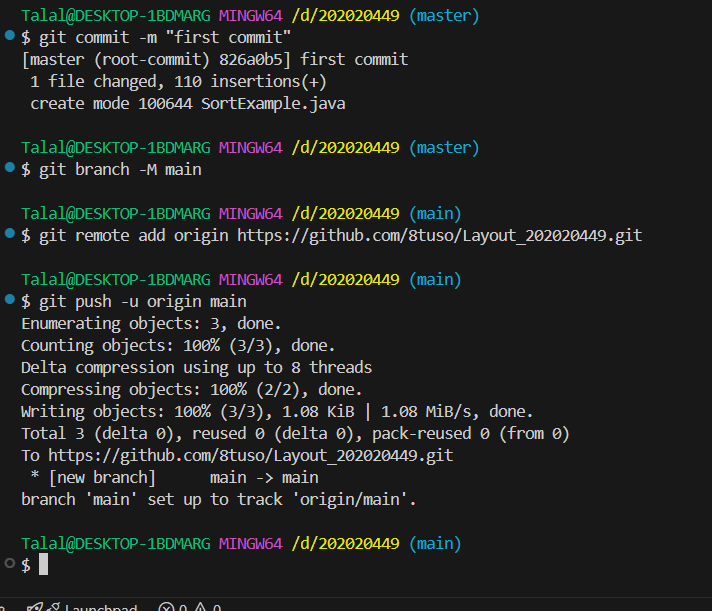 Talal@DESKTOP-1BDMARG MINGW64 /d/202020449 (master)
$ git commit -m "first commit"
[master (root-commit) 826a0b5] first commit
 1 file changed, 110 insertions(+)
 create mode 100644 SortExample.java

Talal@DESKTOP-1BDMARG MINGW64 /d/202020449 (master)
$ git branch -M main

Talal@DESKTOP-1BDMARG MINGW64 /d/202020449 (main)
$ git remote add origin https://github.com/8tuso/Layout_202020449.git

Talal@DESKTOP-1BDMARG MINGW64 /d/202020449 (main)
$ git push -u origin main
Enumerating objects: 3, done.
Counting objects: 100% (3/3), done.
Delta compression using up to 8 threads
Compressing objects: 100% (2/2), done.
Writing objects: 100% (3/3), 1.08 KiB | 1.08 MiB/s, done.
Total 3 (delta 0), reused 0 (delta 0), pack-reused 0 (from 0)
To https://github.com/8tuso/Layout_202020449.git
 * [new branch]      main -> main
branch 'main' set up to track 'origin/main'.

Talal@DESKTOP-1BDMARG MINGW64 /d/202020449 (main)
$
Launchpad 0 0